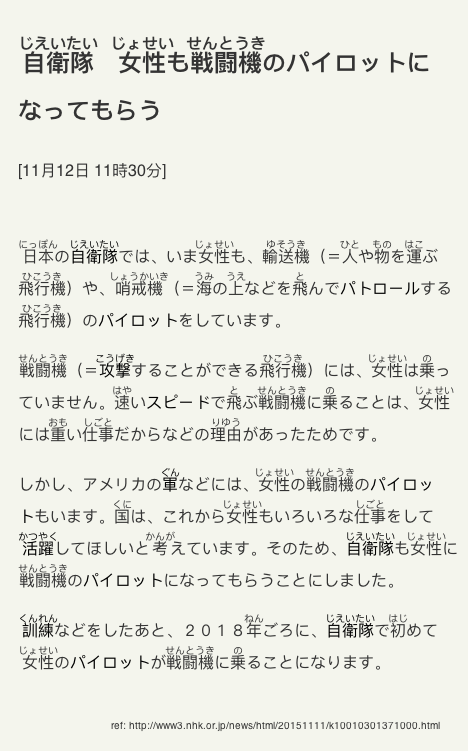 自衛隊 女性も戦闘機のパイロットに
なってもらう
[11月12日 11時30分]
日本の自衛隊では、いま女性も、輸送機（＝人や物を運ぶ
飛行機）や、哨戒機（＝海の上などを飛んでパトロールする
飛行機）のパイロットをしています。
戦闘機（＝攻撃することができる飛行機）には、女性は乗っ
ていません。速いスピードで飛ぶ戦闘機に乗ることは、女性
には重い仕事だからなどの理由があったためです。
しかし、アメリカの軍などには、女性の戦闘機のパイロッ
トもいます。国は、これから女性もいろいろな仕事をして
活躍してほしいと考えています。そのため、自衛隊も女性に
戦闘機のパイロットになってもらうことにしました。
訓練などをしたあと、２０１８年ごろに、自衛隊で初めて
女性のパイロットが戦闘機に乗ることになります。
ref: http://www3.nhk.or.jp/news/html/20151111/k10010301371000.html